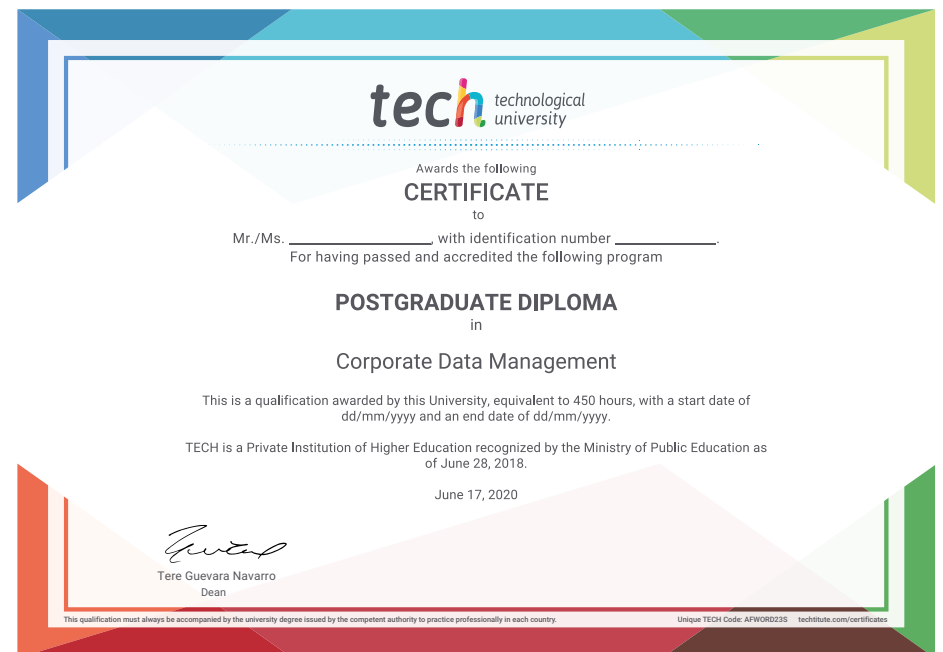 tech technological
university
Awards the following
CERTIFICATE
to
Mr./Ms. ____________, with identification number ____________.
For having passed and accredited the following program
POSTGRADUATE DIPLOMA
in
Corporate Data Management
This is a qualification awarded by this University, equivalent to 450 hours, with a start date of
dd/mm/yyyy and an end date of dd/mm/yyyy.
TECH is a Private Institution of Higher Education recognized by the Ministry of Public Education as
of June 28, 2018.
June 17, 2020
Tere Guevara Navarro
Dean
This qualification must always be accompanied by the university degree issued by the competent authority to practice professionally in each country.
Unique TECH Code: AFWORD23S techtitute.com/certificates